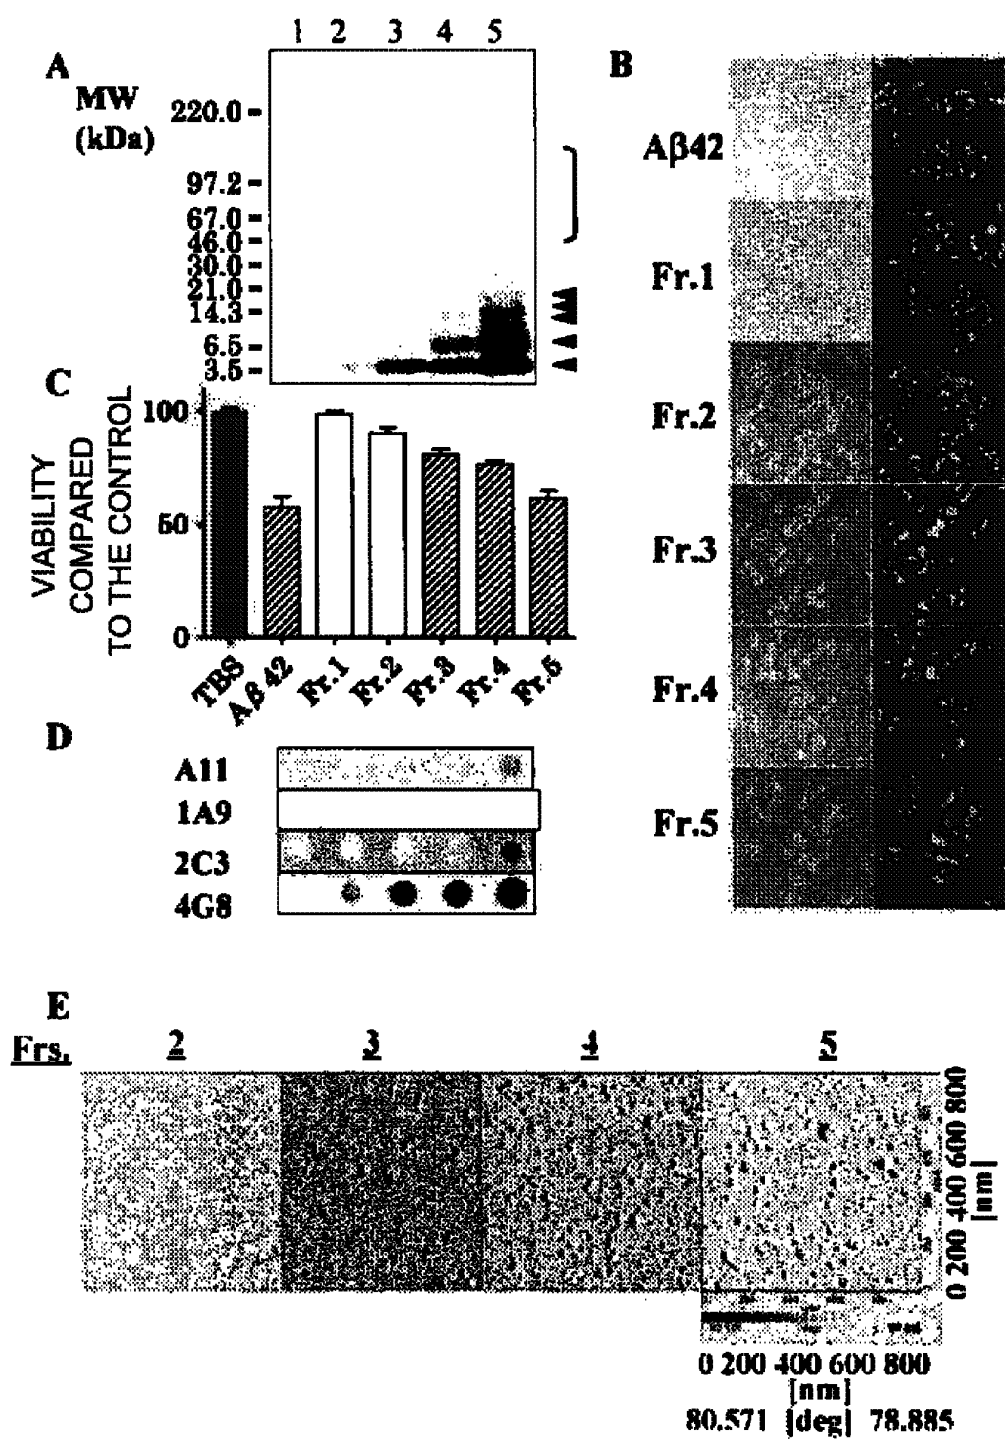 A
MW
(kDa)
1 2 3 4 5
220.0
97.2
67.0
46.0
30.0
21.0
14.3
6.5
3.5
B
Aβ42
Fr.1
Fr.2
Fr.3
Fr.4
Fr.5
C
VIABILITY
COMPARED
TO THE CONTROL
100
50
0
TBS
Aβ 42
Fr.1
Fr.2
Fr.3
Fr.4
Fr.5
D
A11
1A9
2C3
4G8
E
Frs. 2 3 4 5
0 200 400 600 800
[nm]
0 200 400 600 800
[nm]
80.571 [deg] 78.885